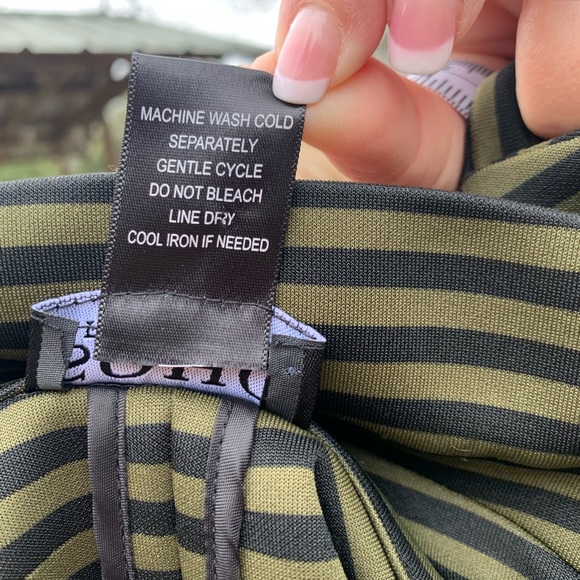 MACHINE WASH COLD
SEPARATELY
GENTLE CYCLE
DO NOT BLEACH
LINE DRY
COOL IRON IF NEEDED